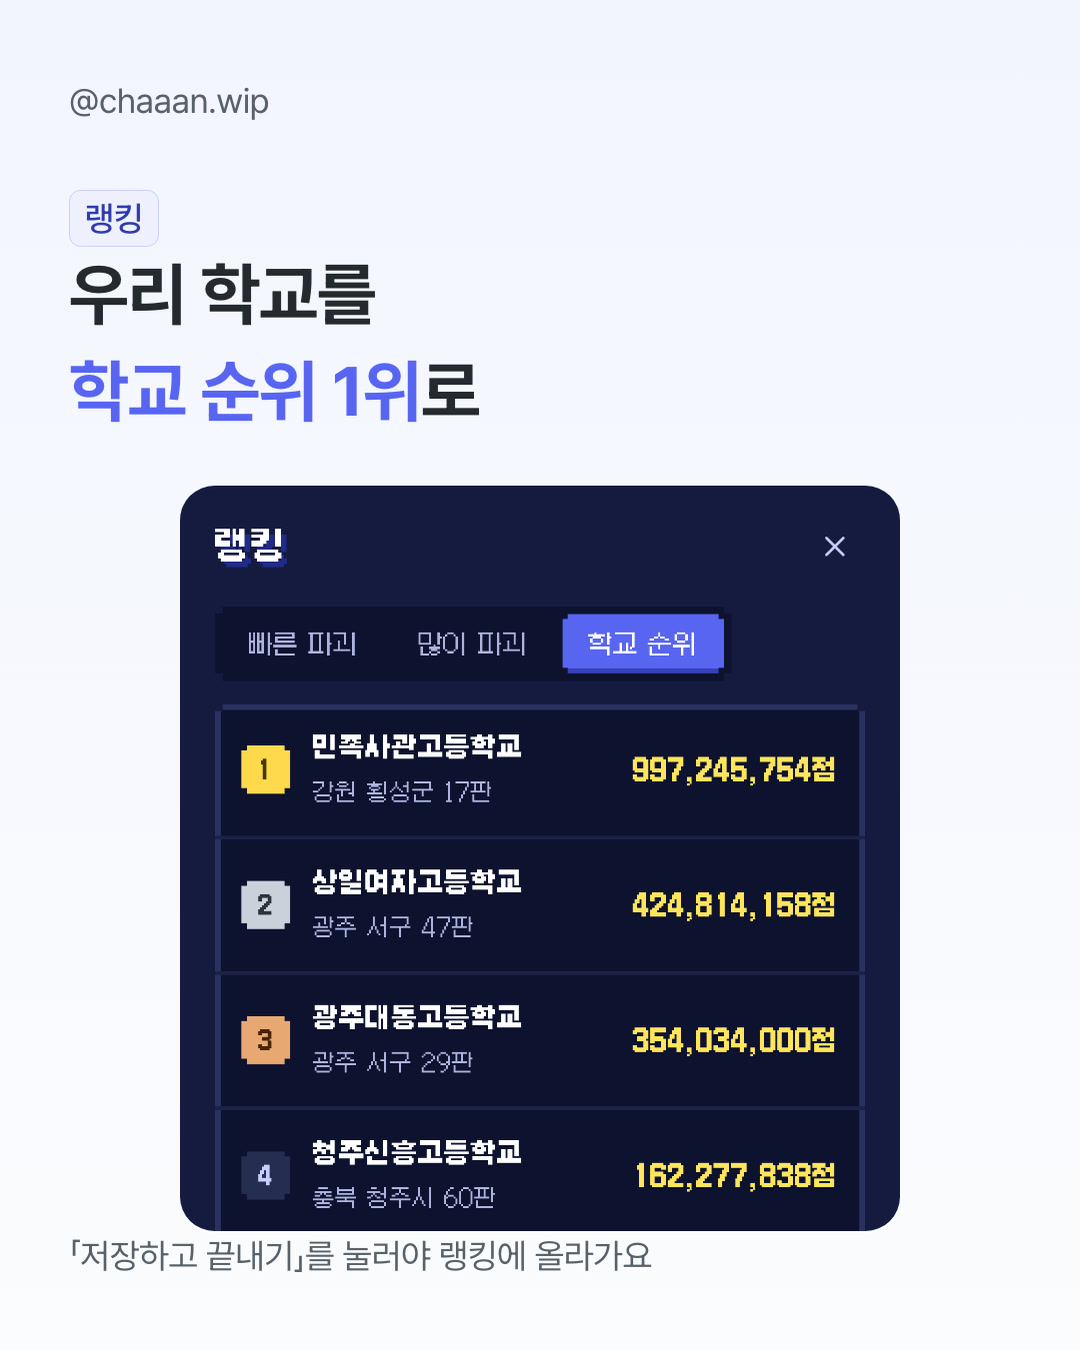 @chaaan.wip
랭킹
우리 학교를
학교 순위 1위로
랭킹
빠른 파괴 많이 파괴 학교 순위
1 민족사관고등학교 997,245,754점
강원 횡성군 17판
2 상일여자고등학교 424,814,158점
광주 서구 47판
3 광주대동고등학교 354,034,000점
광주 서구 29판
4 청주신흥고등학교 162,277,838점
충북 청주시 60판
「저장하고 끝내기」를 눌러야 랭킹에 올라가요